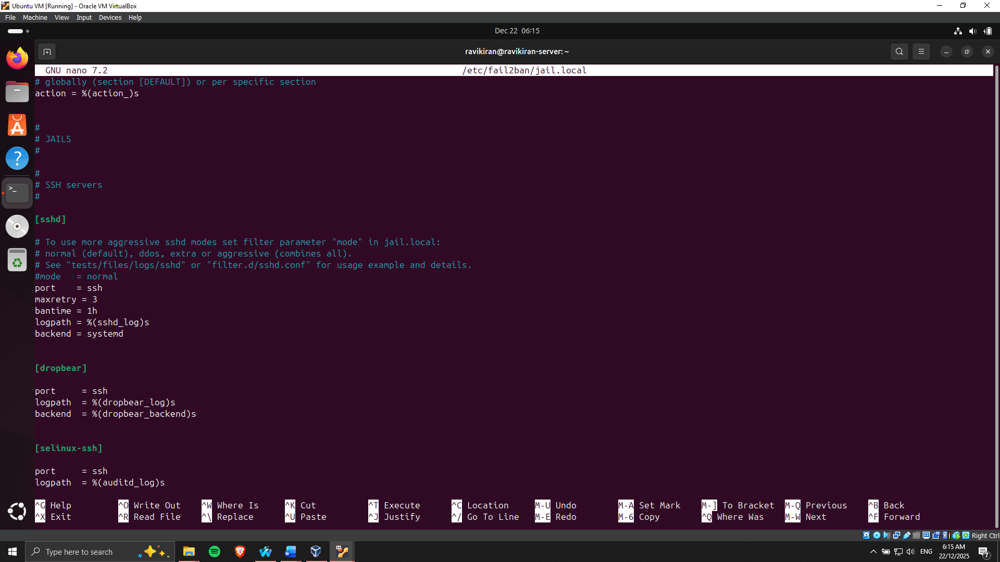 Ubuntu VM [Running] - Oracle VM VirtualBox
File Machine View Input Devices Help
Dec 22 06:15
ravikiran@ravikiran-server: ~
GNU nano 7.2 /etc/fail2ban/jail.local
# globally (section [DEFAULT]) or per specific section
action = %(action_)s
#
# JAILS
#
#
# SSH servers
#
[sshd]
# To use more aggressive sshd modes set filter parameter "mode" in jail.local:
# normal (default), ddos, extra or aggressive (combines all).
# See "tests/files/logs/sshd" or "filter.d/sshd.conf" for usage example and details.
#mode   = normal
port    = ssh
maxretry = 3
bantime = 1h
logpath = %(sshd_log)s
backend = systemd
[dropbear]
port     = ssh
logpath  = %(dropbear_log)s
backend  = %(dropbear_backend)s
[selinux-ssh]
port     = ssh
logpath  = %(auditd_log)s
^G Help ^O Write Out ^W Where Is ^K Cut ^T Execute ^C Location M-U Undo M-A Set Mark M-] To Bracket M-Q Previous ^B Back
^X Exit ^R Read File ^\ Replace ^U Paste ^J Justify ^/ Go To Line M-E Redo M-6 Copy ^Q Where Was M-W Next ^F Forward
Right Ctrl
Type here to search
ENG
6:15 AM
22/12/2025
7